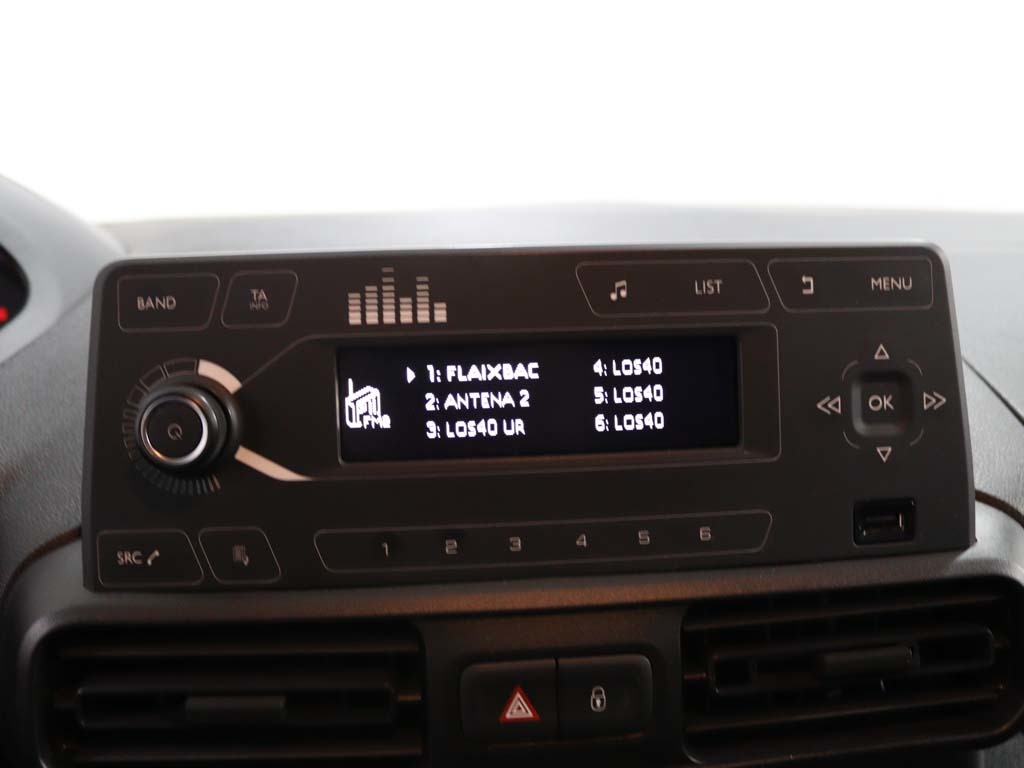 BAND
TA
INFO
LIST
MENU
1: FLAIXBAC
2: ANTENA 2
3: LOS40 UR
4: LOS40
5: LOS40
6: LOS40
FM2
OK
SRC
1 2 3 4 5 6